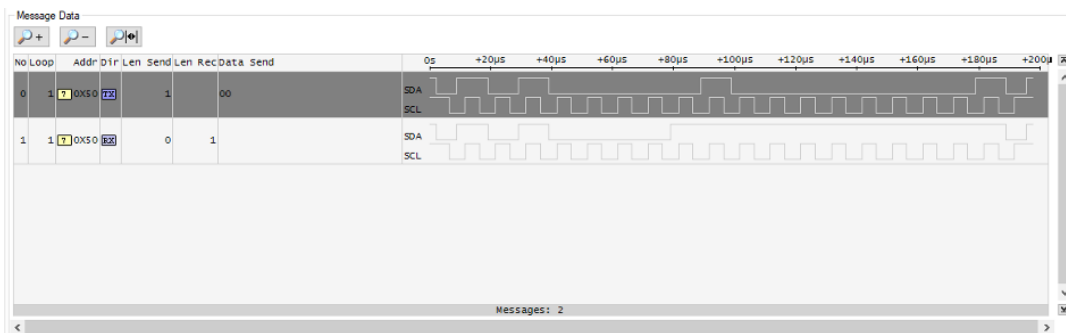 Message Data
No Loop Addr Dir Len Send Len Rec Data Send 0s +20µs +40µs +60µs +80µs +100µs +120µs +140µs +160µs +180µs +200µ
0 1 ? 0X50 TX 1 00 SDA
SCL
1 1 ? 0X50 RX 0 1 SDA
SCL
Messages: 2